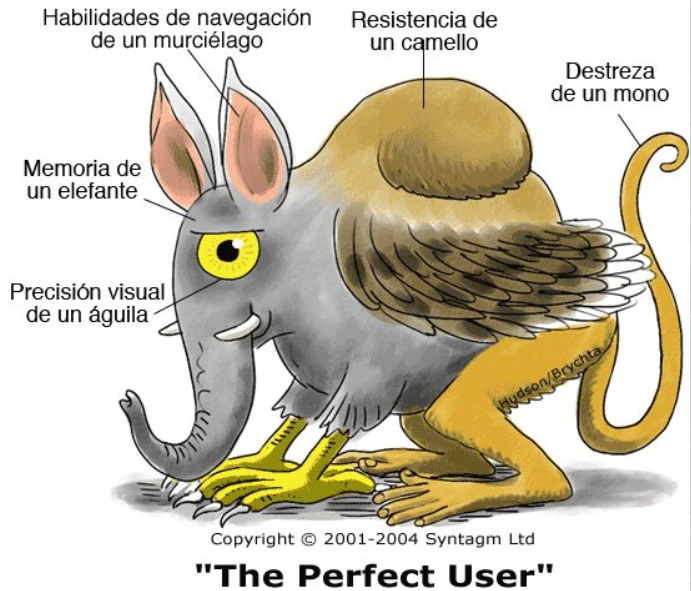 Habilidades de navegación
de un murciélago
Resistencia de
un camello
Destreza
de un mono
Memoria de
un elefante
Precisión visual
de un águila
Hudson/Brychta
Copyright © 2001-2004 Syntagm Ltd
"The Perfect User"